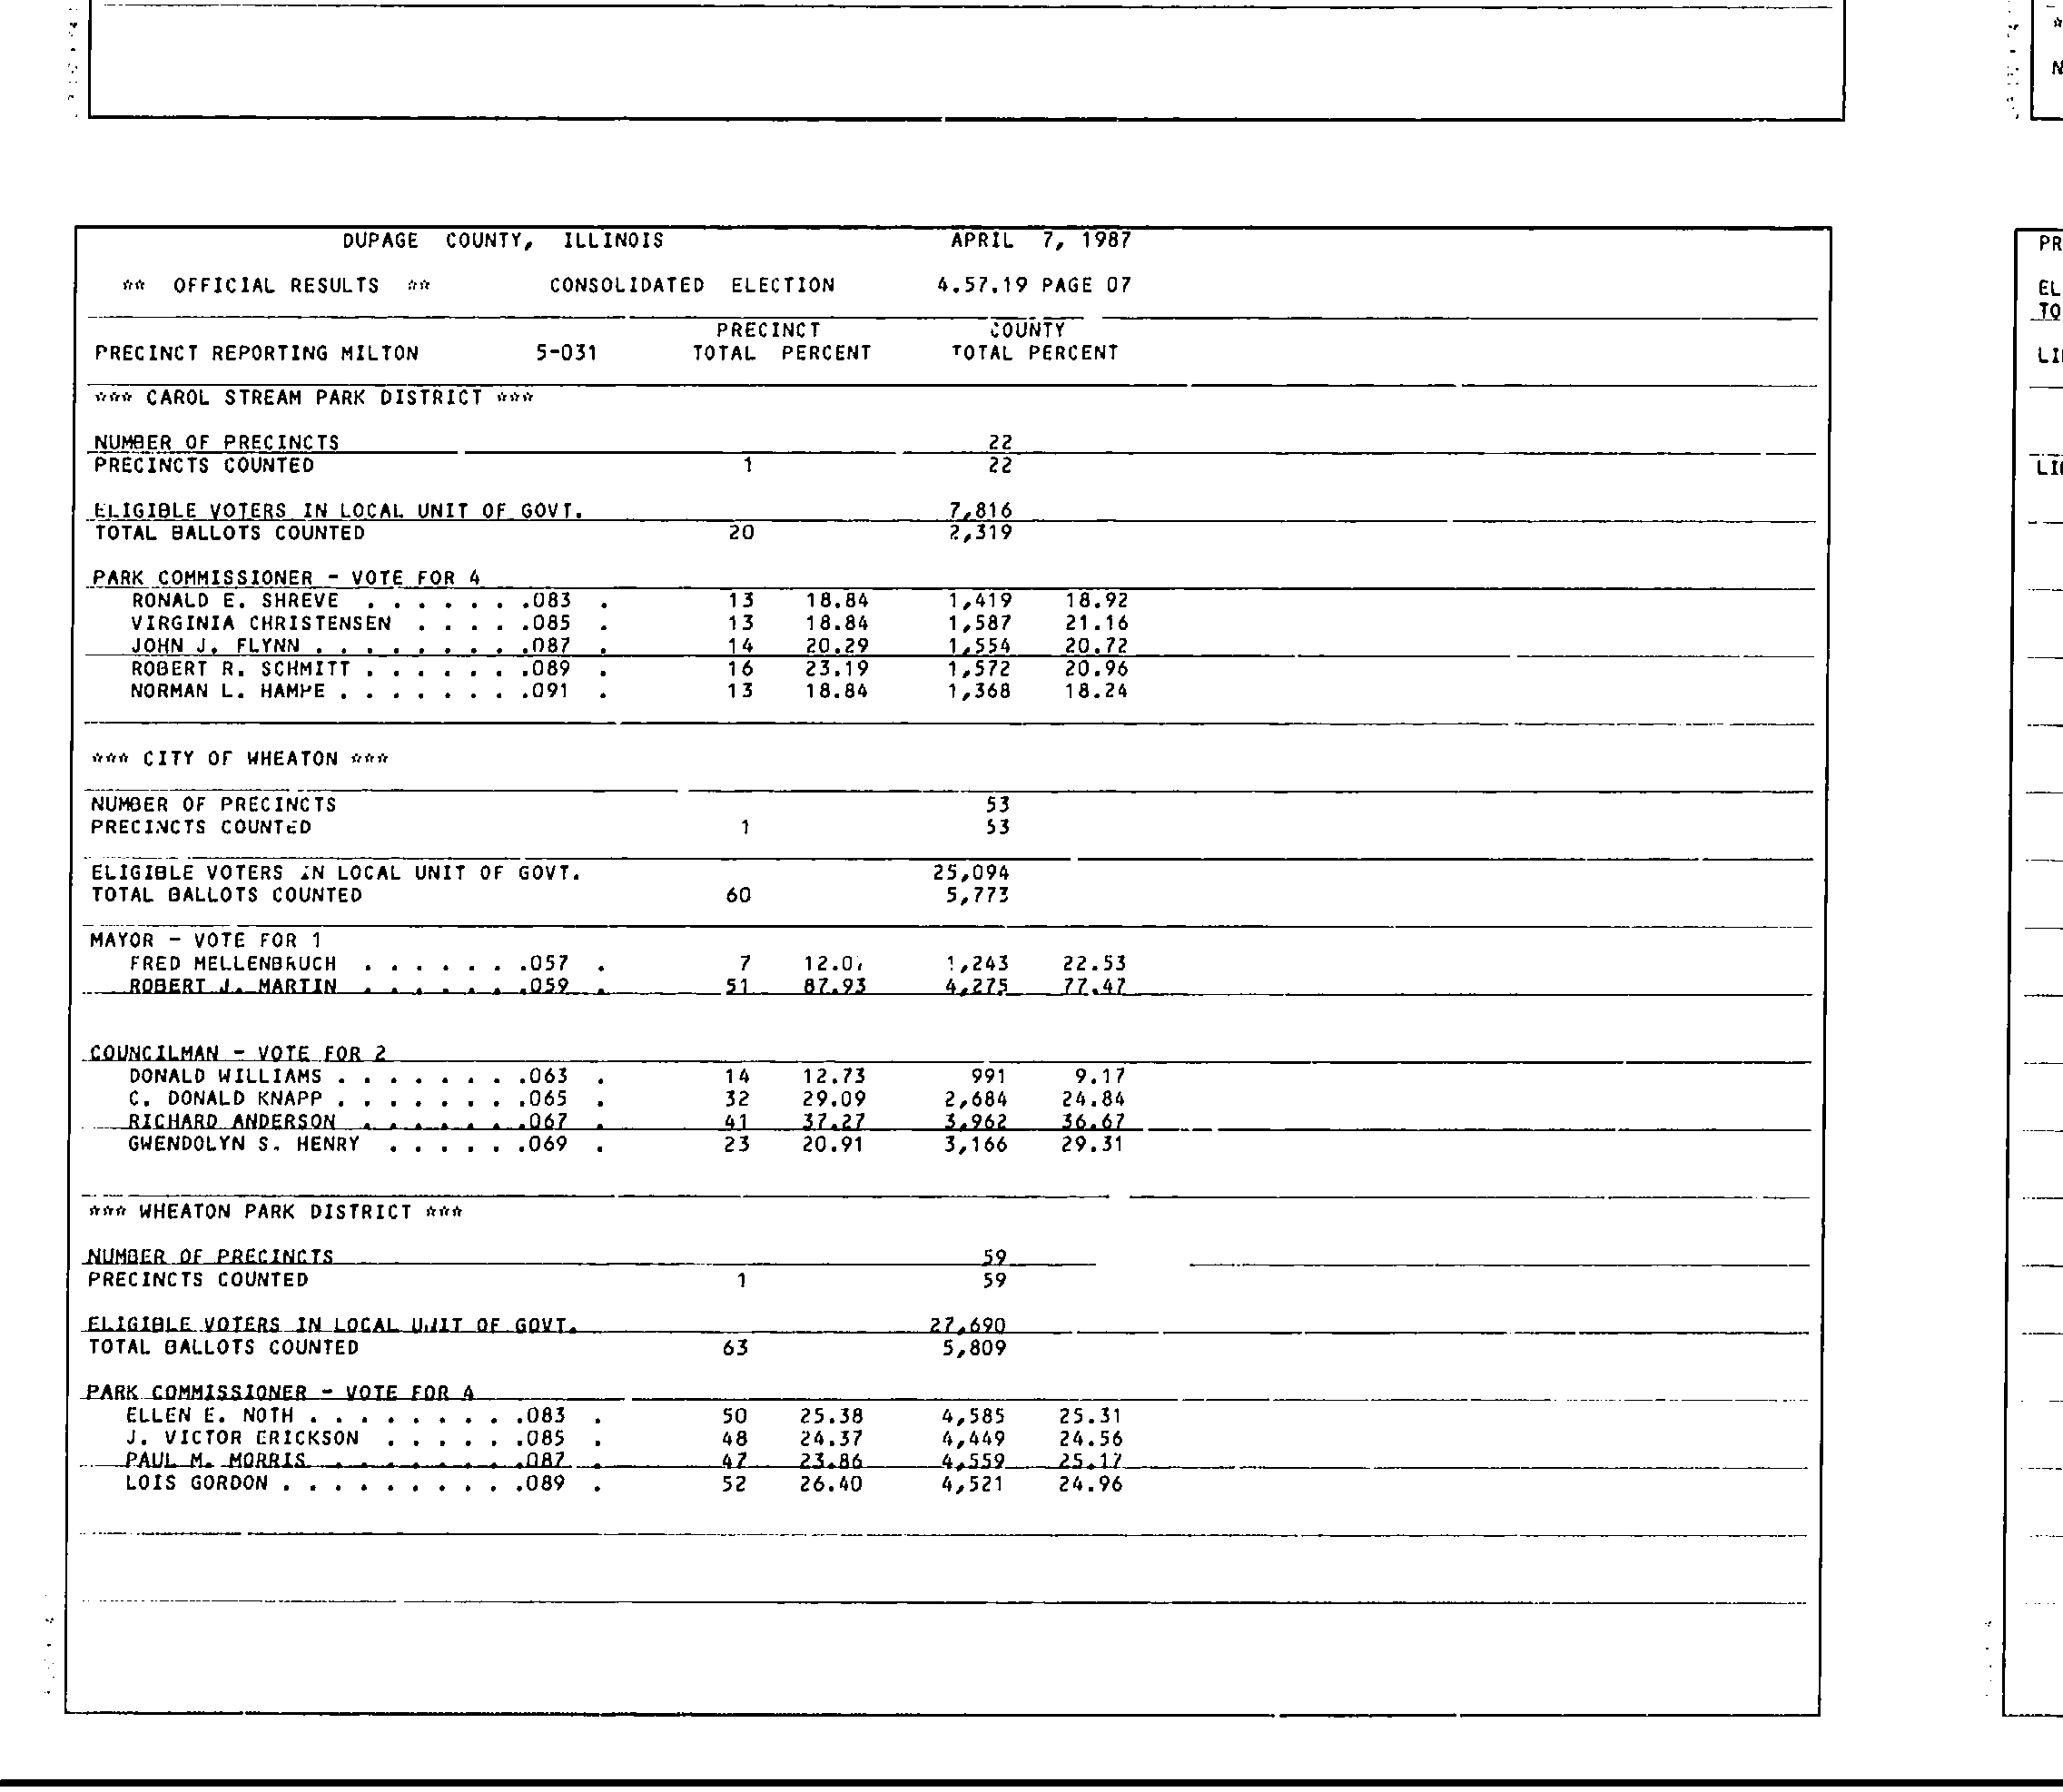 DUPAGE COUNTY, ILLINOIS APRIL 7, 1987
** OFFICIAL RESULTS ** CONSOLIDATED ELECTION 4.57.19 PAGE 07
PRECINCT COUNTY
PRECINCT REPORTING MILTON 5-031 TOTAL PERCENT TOTAL PERCENT
*** CAROL STREAM PARK DISTRICT ***
NUMBER OF PRECINCTS 22
PRECINCTS COUNTED 1 22
ELIGIBLE VOTERS IN LOCAL UNIT OF GOVT. 7,816
TOTAL BALLOTS COUNTED 20 2,319
PARK COMMISSIONER - VOTE FOR 4
RONALD E. SHREVE . . . . . . .083 . 13 18.84 1,419 18.92
VIRGINIA CHRISTENSEN . . . . .085 . 13 18.84 1,587 21.16
JOHN J. FLYNN . . . . . . . . .087 . 14 20.29 1,554 20.72
ROBERT R. SCHMITT . . . . . . .089 . 16 23.19 1,572 20.96
NORMAN L. HAMPE . . . . . . . .091 . 13 18.84 1,368 18.24
*** CITY OF WHEATON ***
NUMBER OF PRECINCTS 53
PRECINCTS COUNTED 1 53
ELIGIBLE VOTERS IN LOCAL UNIT OF GOVT. 25,094
TOTAL BALLOTS COUNTED 60 5,773
MAYOR - VOTE FOR 1
FRED MELLENBRUCH . . . . . . .057 . 7 1,243 22.53
ROBERT J. MARTIN . . . . . . .059 . 51 87.93 4,275 77.47
COUNCILMAN - VOTE FOR 2
DONALD WILLIAMS . . . . . . . .063 . 14 12.73 991 9.17
C. DONALD KNAPP . . . . . . . .065 . 32 29.09 2,684 24.84
RICHARD ANDERSON . . . . . . .067 . 41 37.27 3,962 36.67
GWENDOLYN S. HENRY . . . . . .069 . 23 20.91 3,166 29.31
*** WHEATON PARK DISTRICT ***
NUMBER OF PRECINCTS 59
PRECINCTS COUNTED 1 59
ELIGIBLE VOTERS IN LOCAL UNIT OF GOVT. 27,690
TOTAL BALLOTS COUNTED 63 5,809
PARK COMMISSIONER - VOTE FOR 4
ELLEN E. NOTH . . . . . . . . .083 . 50 25.38 4,585 25.31
J. VICTOR ERICKSON . . . . . .085 . 48 24.37 4,449 24.56
PAUL M. MORRIS . . . . . . . .087 . 47 23.86 4,559 25.17
LOIS GORDON . . . . . . . . . .089 . 52 26.40 4,521 24.96
PR
EL
TO